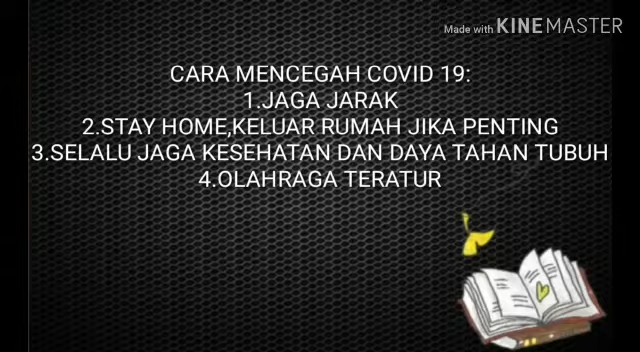 Made with KINEMASTER
CARA MENCEGAH COVID 19:
1.JAGA JARAK
2.STAY HOME,KELUAR RUMAH JIKA PENTING
3.SELALU JAGA KESEHATAN DAN DAYA TAHAN TUBUH
4.OLAHRAGA TERATUR